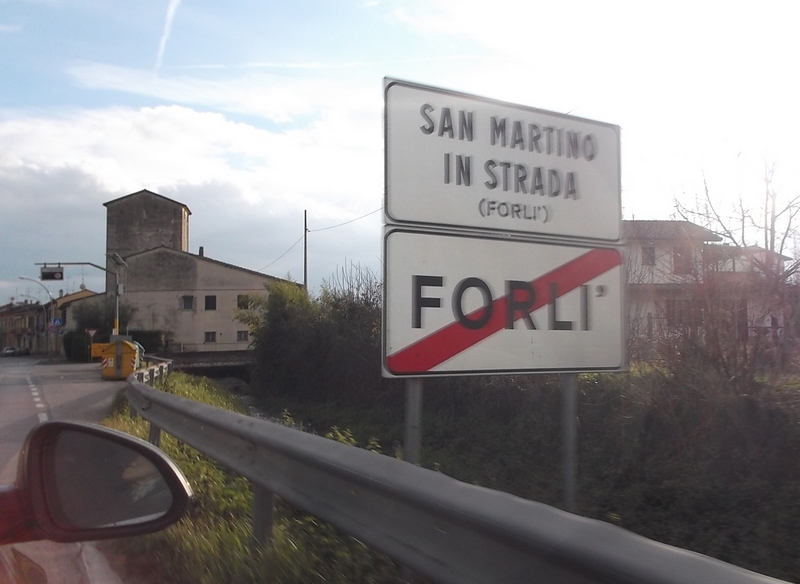 SAN MARTINO
IN STRADA
(FORLI')
FORLI'